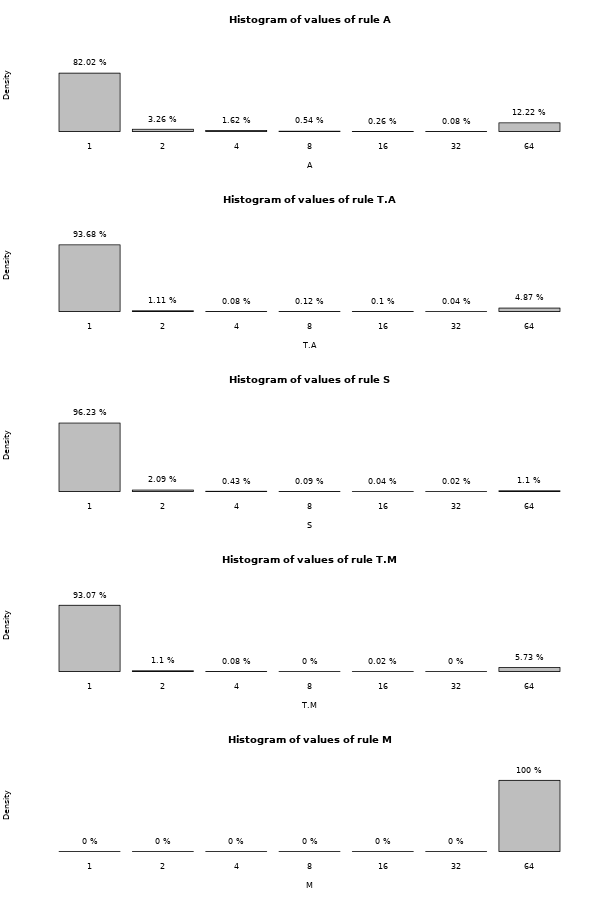 Histogram of values of rule A
Density
82.02 % 3.26 % 1.62 % 0.54 % 0.26 % 0.08 % 12.22 %
1 2 4 8 16 32 64
A
Histogram of values of rule T.A
Density
93.68 % 1.11 % 0.08 % 0.12 % 0.1 % 0.04 % 4.87 %
1 2 4 8 16 32 64
T.A
Histogram of values of rule S
Density
96.23 % 2.09 % 0.43 % 0.09 % 0.04 % 0.02 % 1.1 %
1 2 4 8 16 32 64
S
Histogram of values of rule T.M
Density
93.07 % 1.1 % 0.08 % 0 % 0.02 % 0 % 5.73 %
1 2 4 8 16 32 64
T.M
Histogram of values of rule M
Density
0 % 0 % 0 % 0 % 0 % 0 % 100 %
1 2 4 8 16 32 64
M